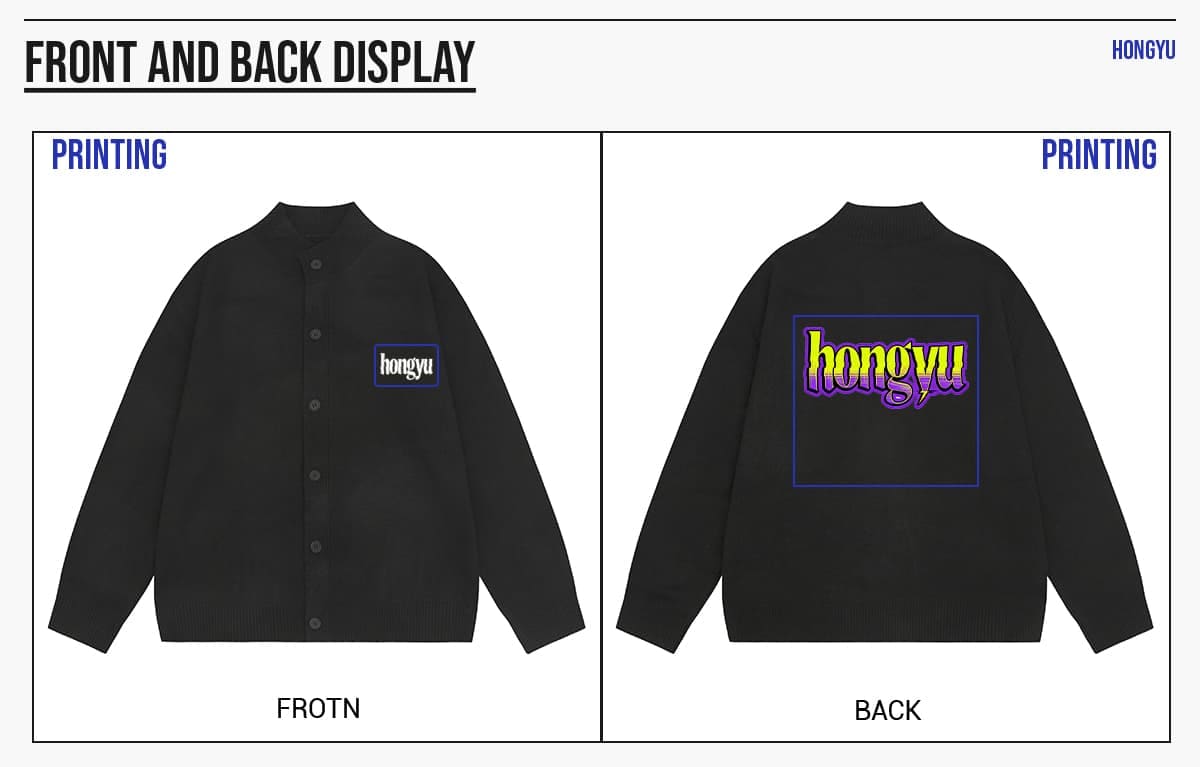 FRONT AND BACK DISPLAY
HONGYU
PRINTING
PRINTING
hongyu
hongyu
FROTN
BACK